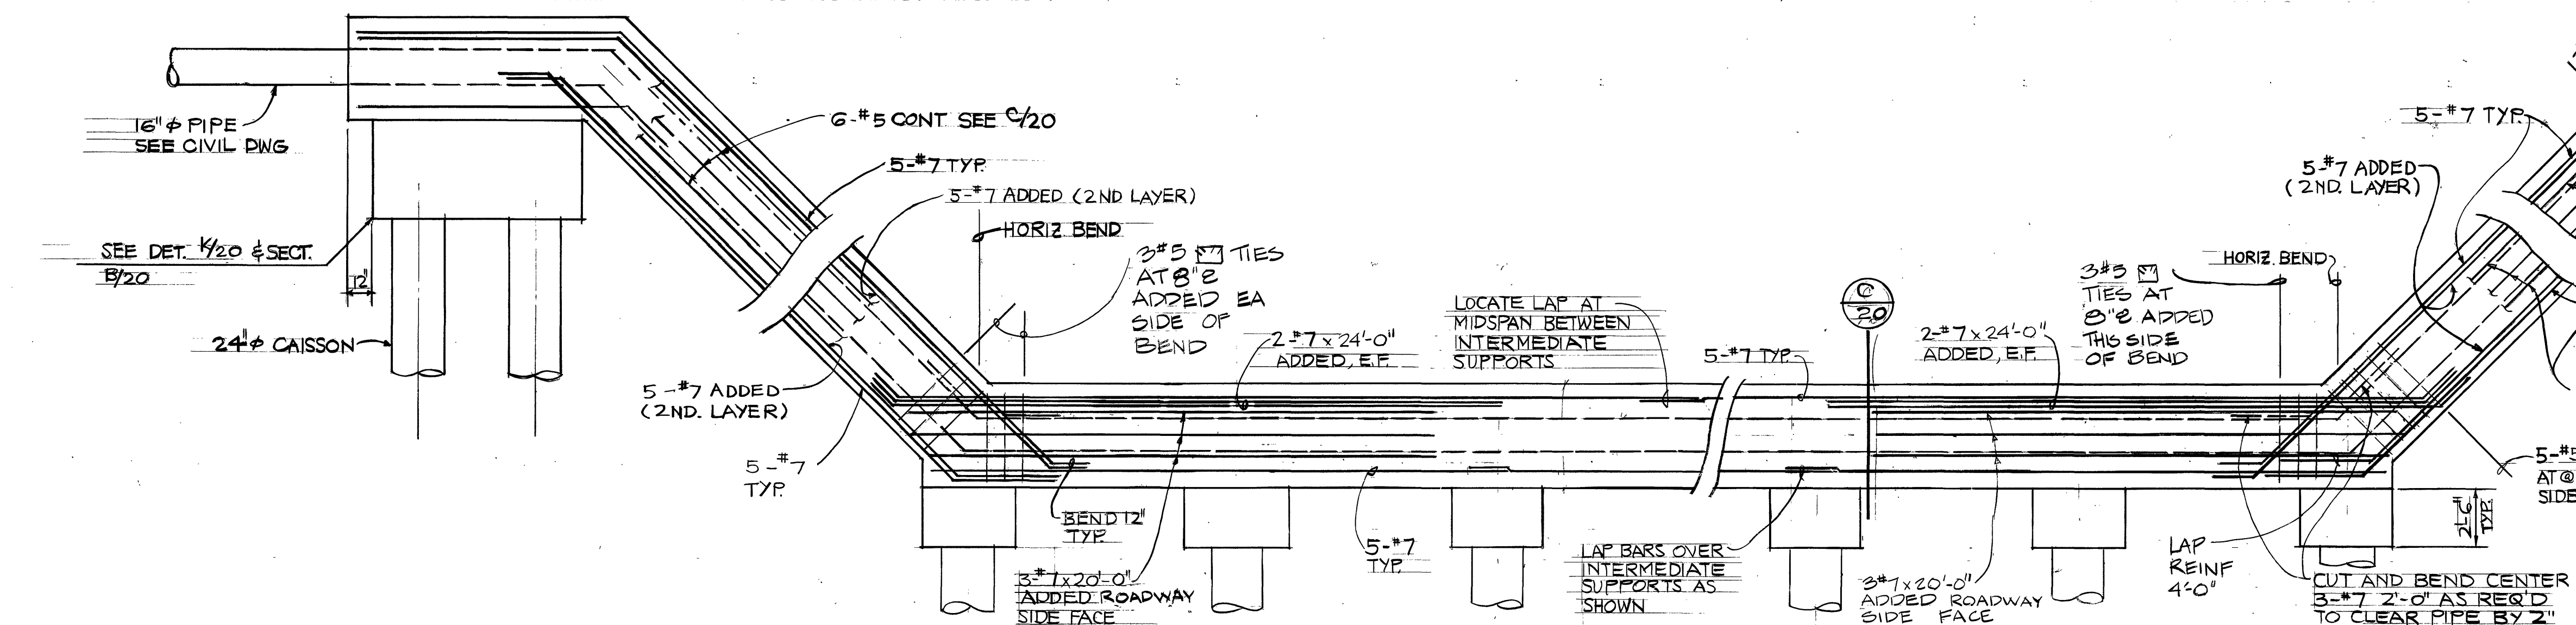 16"ϕ PIPE
SEE CIVIL DWG
SEE DET. K/20 & SECT.
B/20
12"
24"ϕ CAISSON
6-#5 CONT SEE C/20
5-#7 TYP.
5-#7 ADDED (2ND LAYER)
HORIZ BEND
3#5 TIES
AT 8"
ADDED EA
SIDE OF
BEND
5-#7 ADDED
(2ND. LAYER)
5-#7
TYP.
BEND 12"
TYP.
2-#7 x 24'-0"
ADDED, E.F.
3-#7x20'-0"
ADDED ROADWAY
SIDE FACE
5-#7
TYP.
LOCATE LAP AT
MIDSPAN BETWEEN
INTERMEDIATE
SUPPORTS
5-#7 TYP.
LAP BARS OVER
INTERMEDIATE
SUPPORTS AS
SHOWN
C
20
2-#7 x 24'-0"
ADDED, E.F.
3#7x20'-0"
ADDED ROADWAY
SIDE FACE
3#5
TIES AT
8" ADDED
THIS SIDE
OF BEND
HORIZ. BEND
5-#7 TYP.
5-#7 ADDED
(2ND. LAYER)
LAP
REINF
4'-0"
2'-6"
TYP.
5-#5
AT @
SIDE
CUT AND BEND CENTER
3-#7 2'-0" AS REQ'D
TO CLEAR PIPE BY 2"